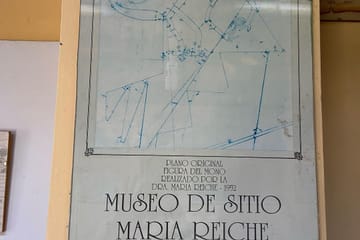 PLANO ORIGINAL
FIGURA DEL MONO
REALIZADO POR LA
DRA. MARIA REICHE - 1952
MUSEO DE SITIO
MARIA REICHE